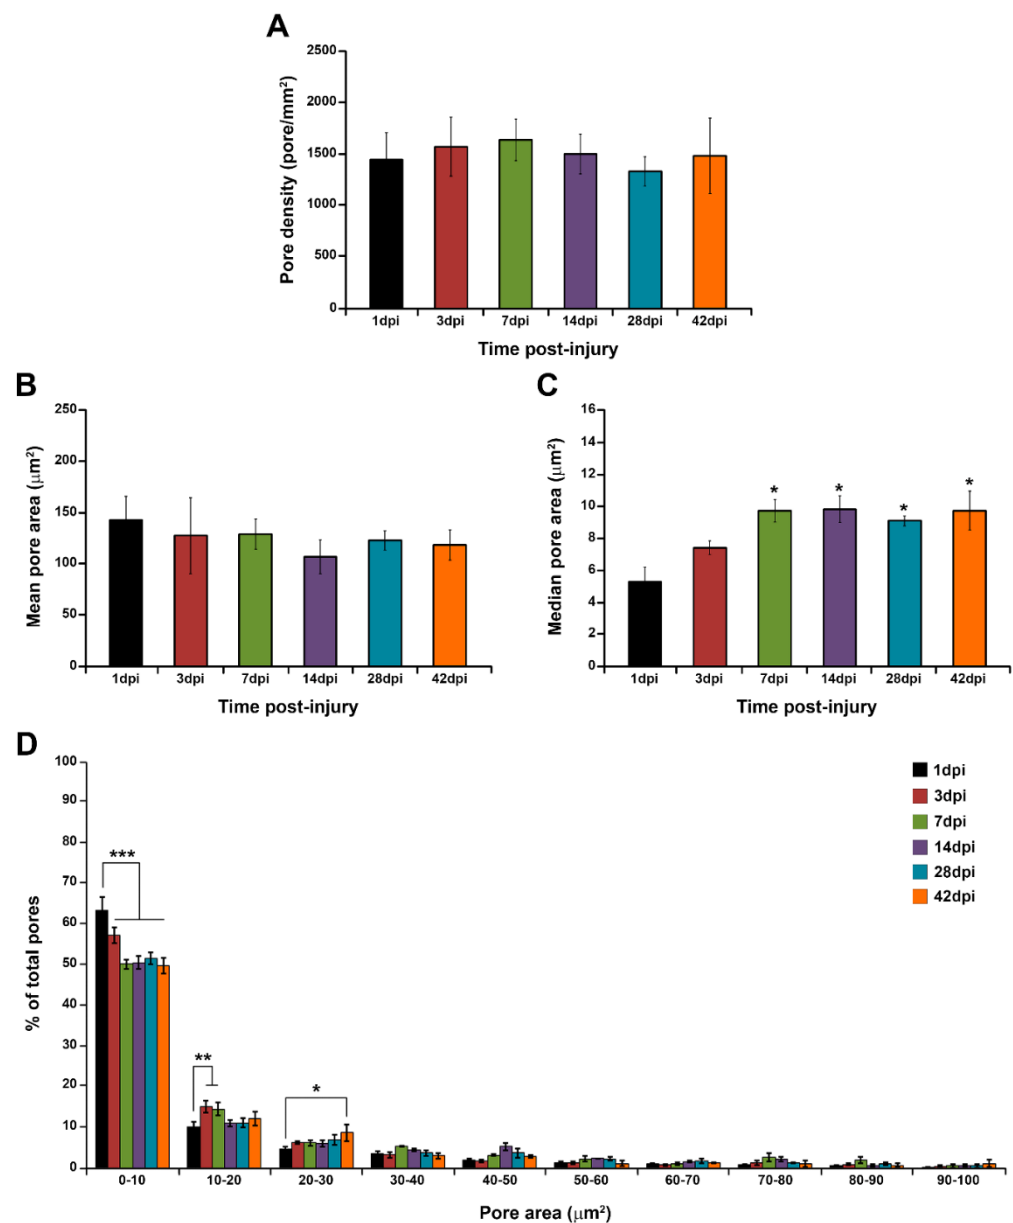 A
Pore density (pore/mm²)
2500
2000
1500
1000
500
0
1dpi 3dpi 7dpi 14dpi 28dpi 42dpi
Time post-injury
B
Mean pore area (μm²)
250
200
150
100
50
0
1dpi 3dpi 7dpi 14dpi 28dpi 42dpi
Time post-injury
C
Median pore area (μm²)
16
14
12
10
8
6
4
2
0
* * * *
1dpi 3dpi 7dpi 14dpi 28dpi 42dpi
Time post-injury
D
% of total pores
100
90
80
70
60
50
40
30
20
10
0
***
**
*
1dpi
3dpi
7dpi
14dpi
28dpi
42dpi
0-10 10-20 20-30 30-40 40-50 50-60 60-70 70-80 80-90 90-100
Pore area (μm²)